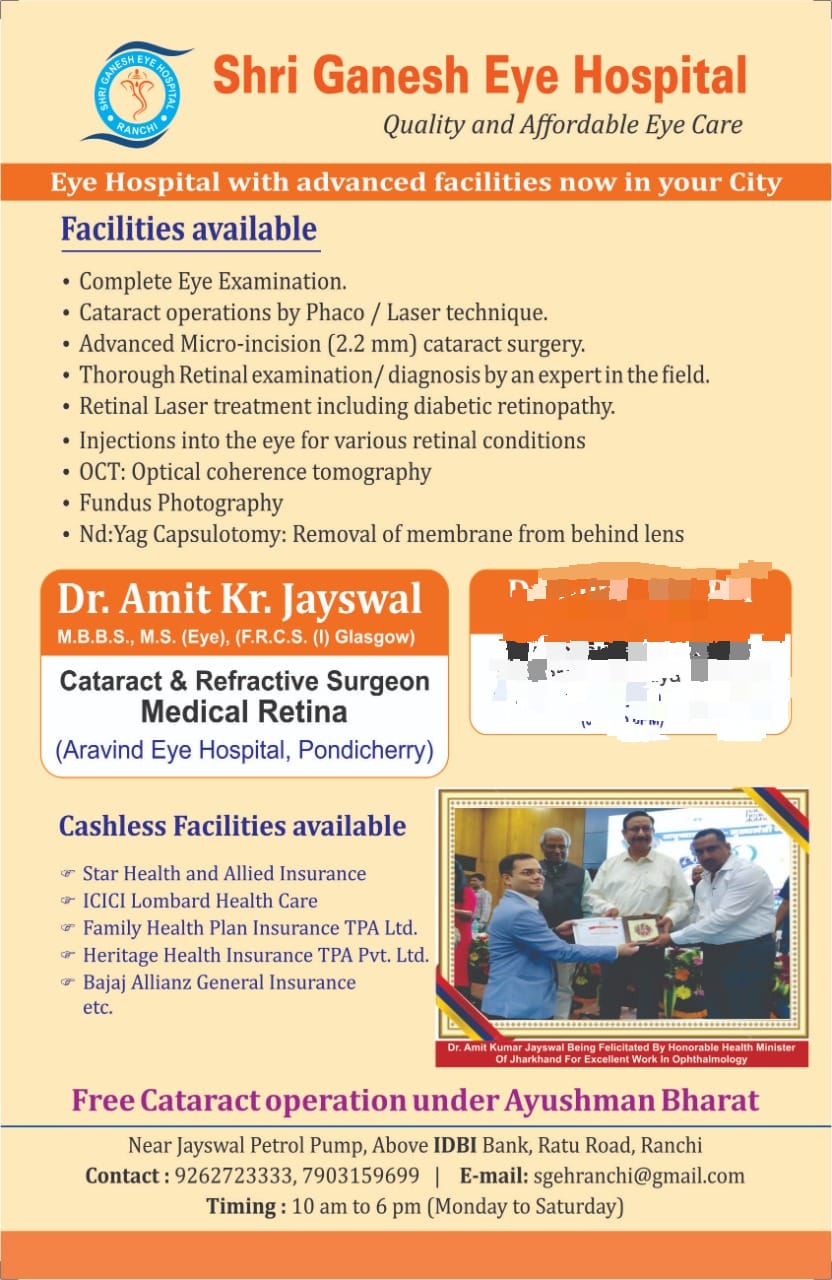 SHRI GANESH EYE HOSPITAL
RANCHI
Shri Ganesh Eye Hospital
Quality and Affordable Eye Care
Eye Hospital with advanced facilities now in your City
Facilities available
• Complete Eye Examination.
• Cataract operations by Phaco / Laser technique.
• Advanced Micro-incision (2.2 mm) cataract surgery.
• Thorough Retinal examination/ diagnosis by an expert in the field.
• Retinal Laser treatment including diabetic retinopathy.
• Injections into the eye for various retinal conditions
• OCT: Optical coherence tomography
• Fundus Photography
• Nd:Yag Capsulotomy: Removal of membrane from behind lens
Dr. Amit Kr. Jayswal
M.B.B.S., M.S. (Eye), (F.R.C.S. (I) Glasgow)
Cataract & Refractive Surgeon
Medical Retina
(Aravind Eye Hospital, Pondicherry)
Cashless Facilities available
☞ Star Health and Allied Insurance
☞ ICICI Lombard Health Care
☞ Family Health Plan Insurance TPA Ltd.
☞ Heritage Health Insurance TPA Pvt. Ltd.
☞ Bajaj Allianz General Insurance
etc.
Dr. Amit Kumar Jayswal Being Felicitated By Honorable Health Minister
Of Jharkhand For Excellent Work In Ophthalmology
Free Cataract operation under Ayushman Bharat
Near Jayswal Petrol Pump, Above IDBI Bank, Ratu Road, Ranchi
Contact : 9262723333, 7903159699 | E-mail: sgehranchi@gmail.com
Timing : 10 am to 6 pm (Monday to Saturday)